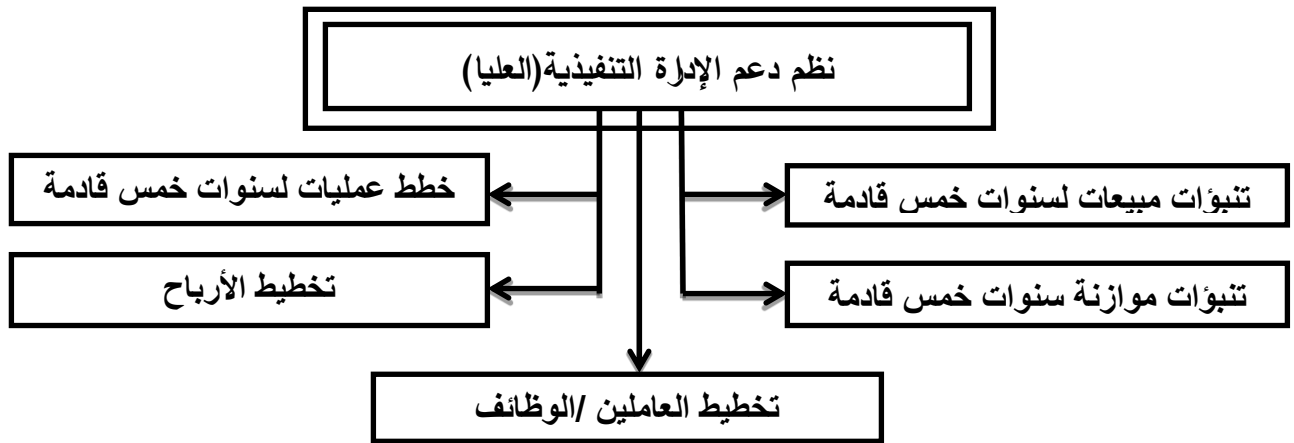 نظم دعم الإدارة التنفيذية(العليا)
تنبؤات مبيعات لسنوات خمس قادمة
خطط عمليات لسنوات خمس قادمة
تنبؤات موازنة سنوات خمس قادمة
تخطيط الأرباح
تخطيط العاملين /الوظائف